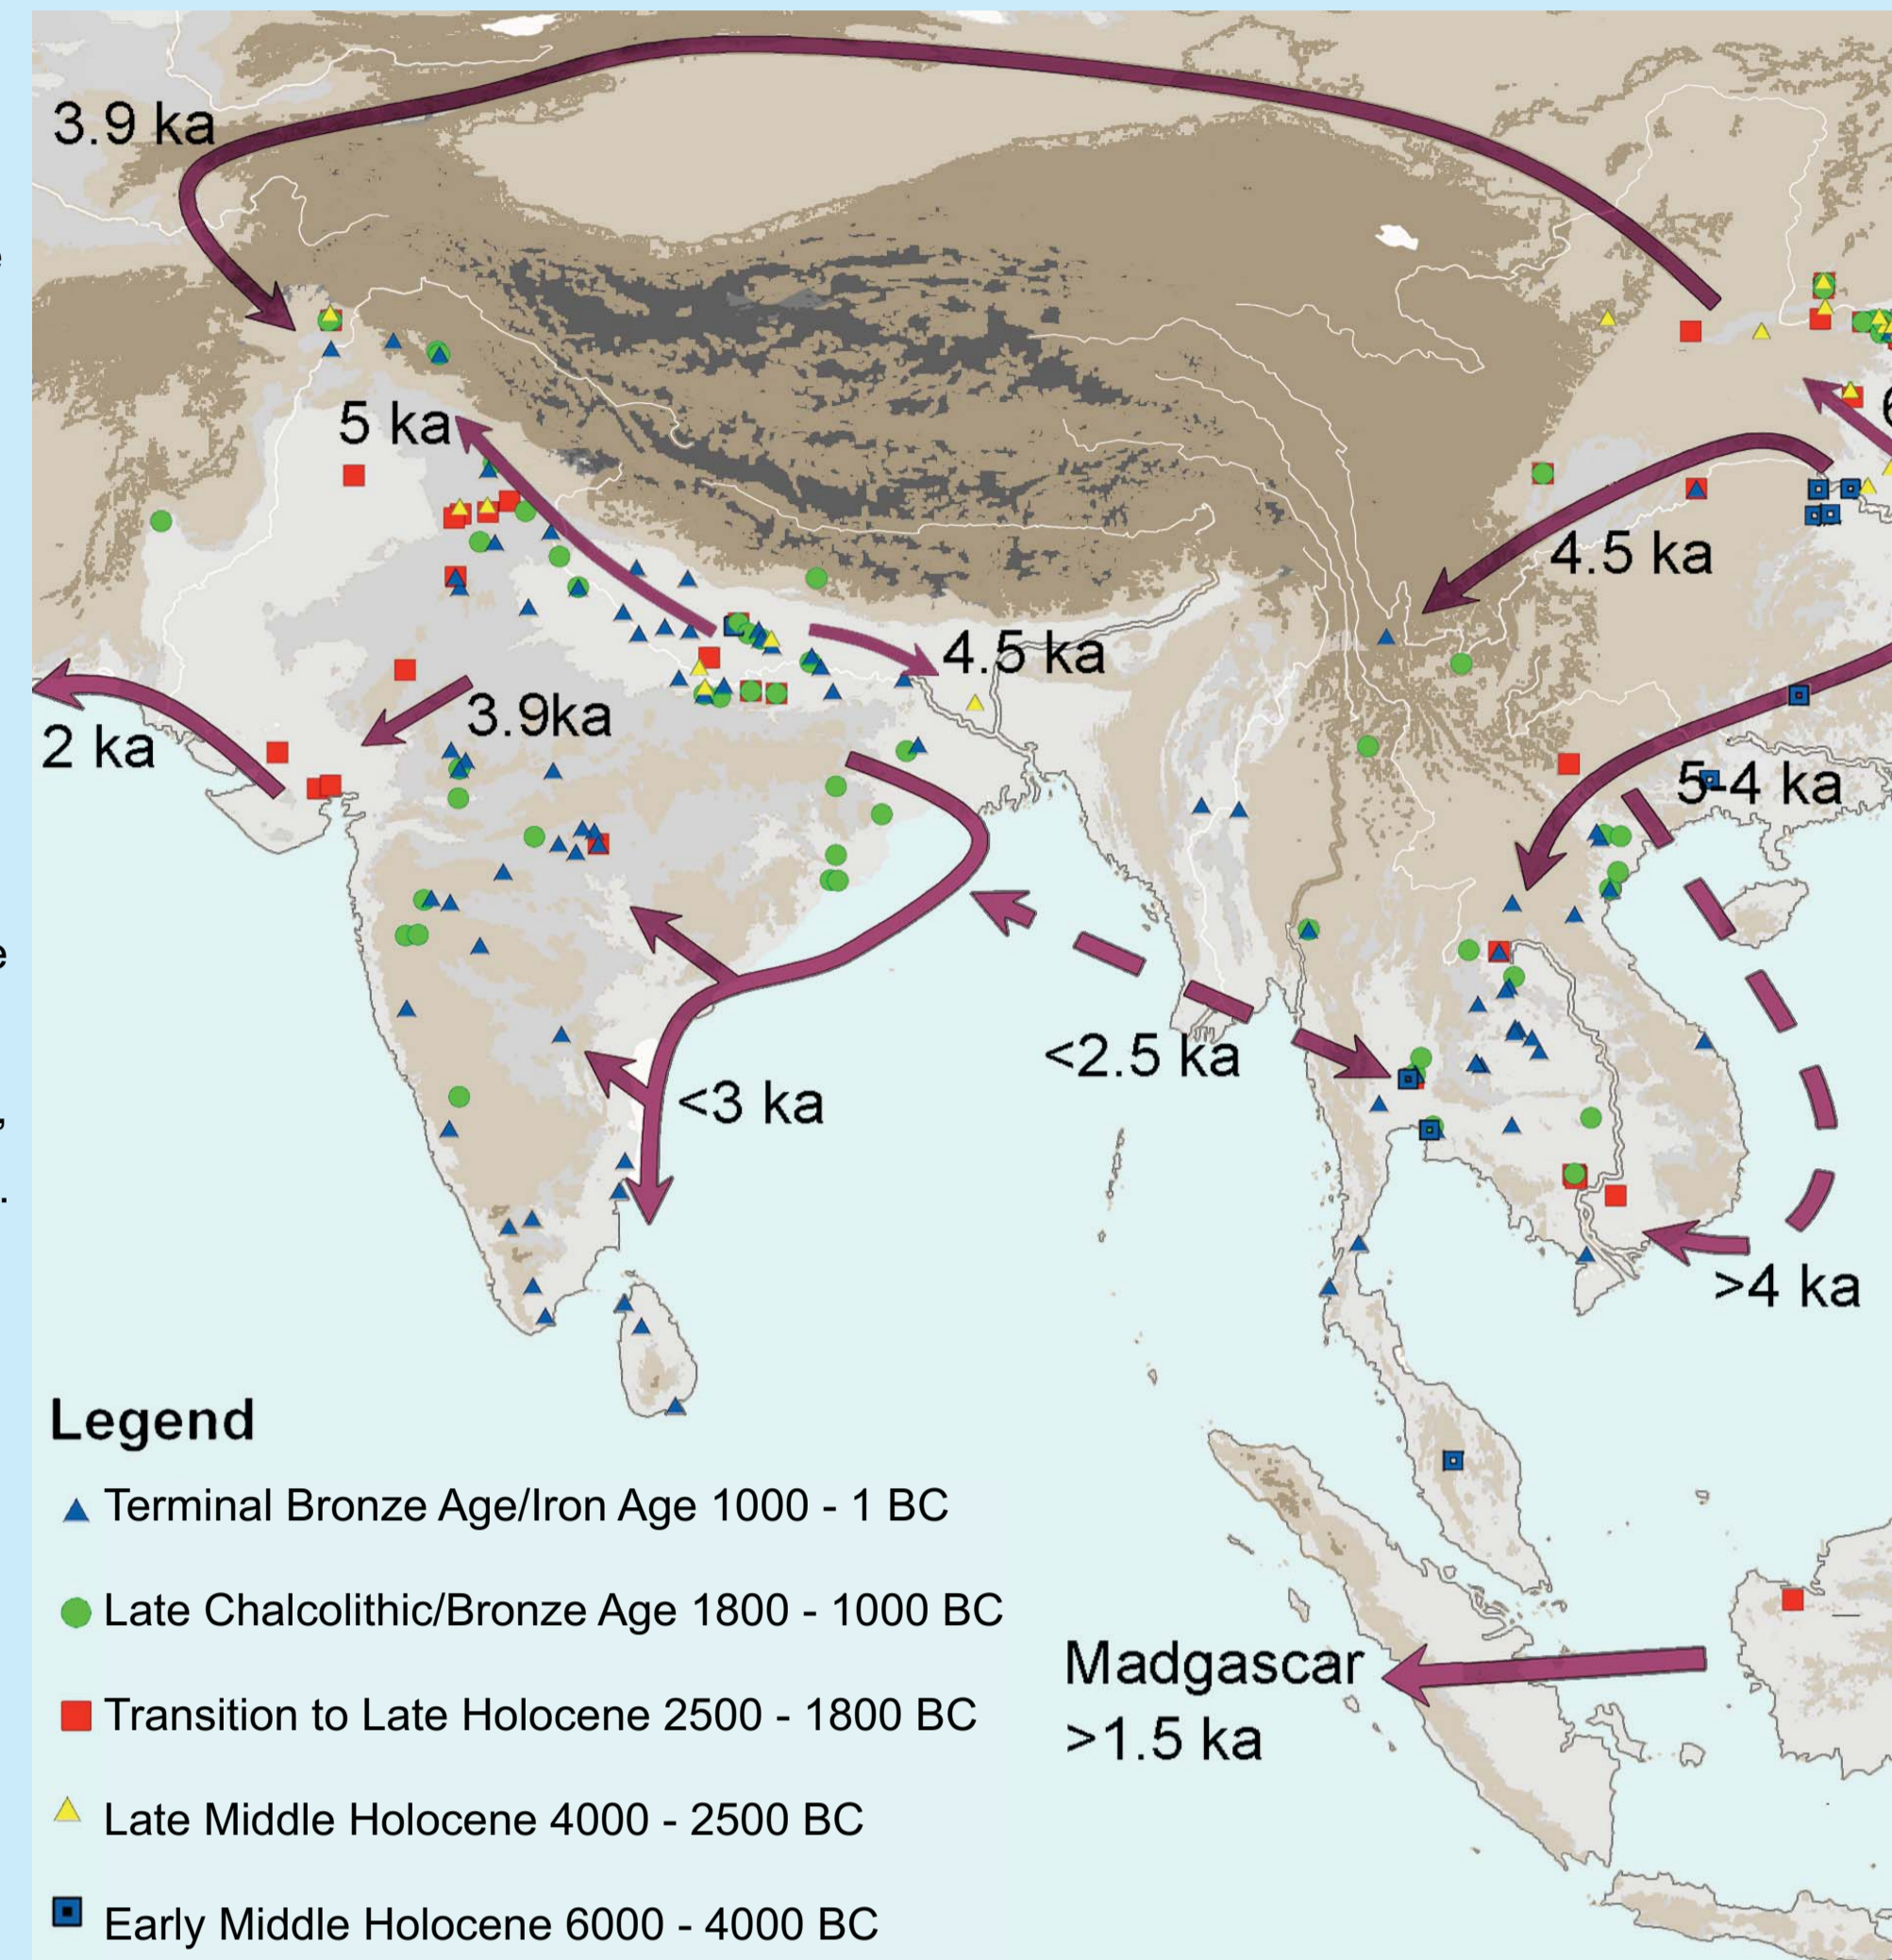 3.9 ka
5 ka
6
4.5 ka
4.5 ka
3.9ka
2 ka
5-4 ka
<2.5 ka
<3 ka
>4 ka
Legend
Terminal Bronze Age/Iron Age 1000 - 1 BC
Late Chalcolithic/Bronze Age 1800 - 1000 BC
Transition to Late Holocene 2500 - 1800 BC
Late Middle Holocene 4000 - 2500 BC
Early Middle Holocene 6000 - 4000 BC
Madgascar
>1.5 ka